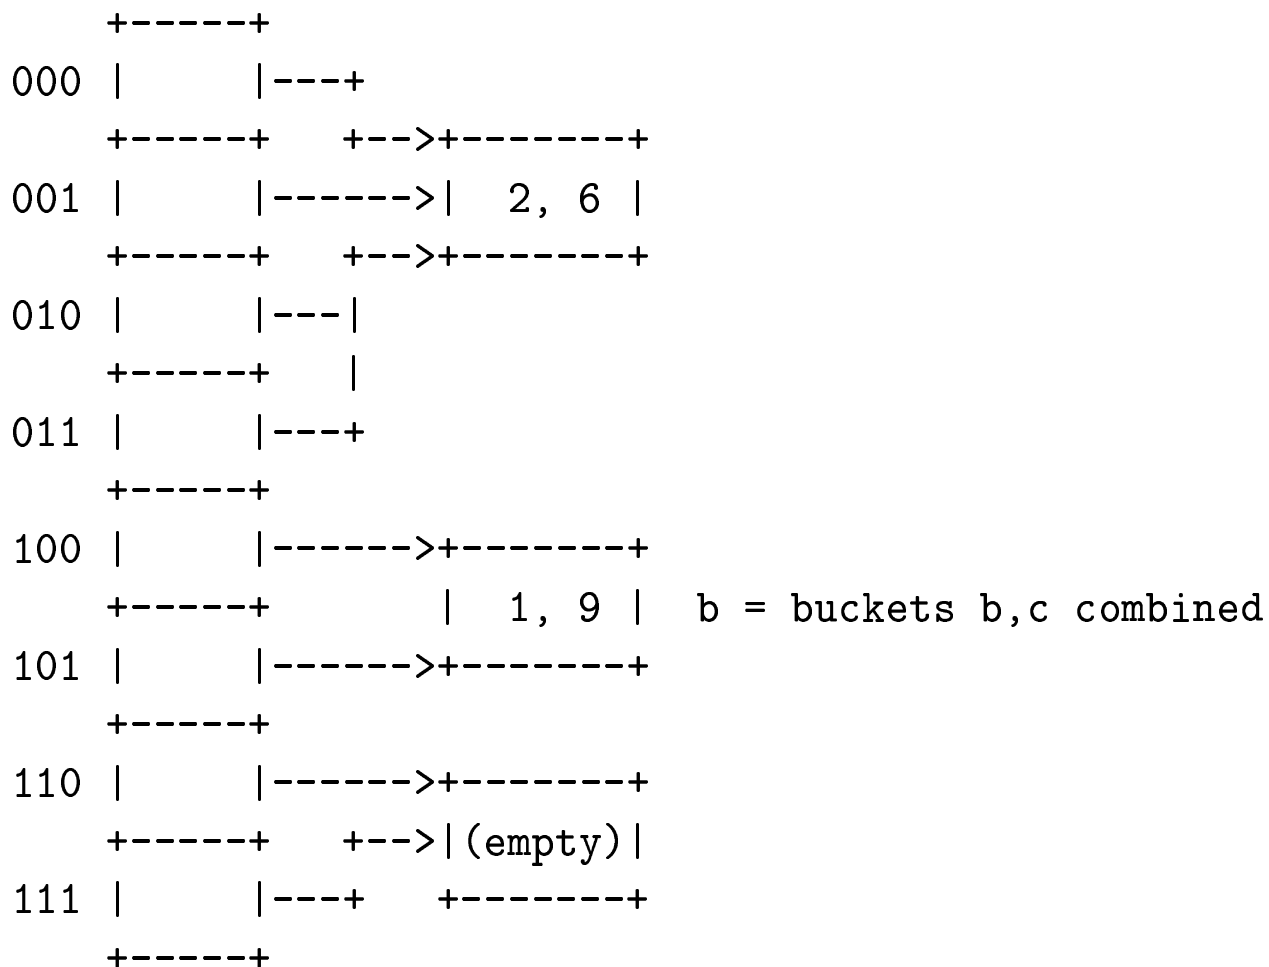 +-----+
000 |     |---+
    +-----+   +-->+-------+
001 |     |------>|  2, 6 |
    +-----+   +-->+-------+
010 |     |---|
    +-----+   |
011 |     |---+
    +-----+
100 |     |------>+-------+
    +-----+       |  1, 9 |  b = buckets b,c combined
101 |     |------>+-------+
    +-----+
110 |     |------>+-------+
    +-----+   +-->|(empty)|
111 |     |---+   +-------+
    +-----+